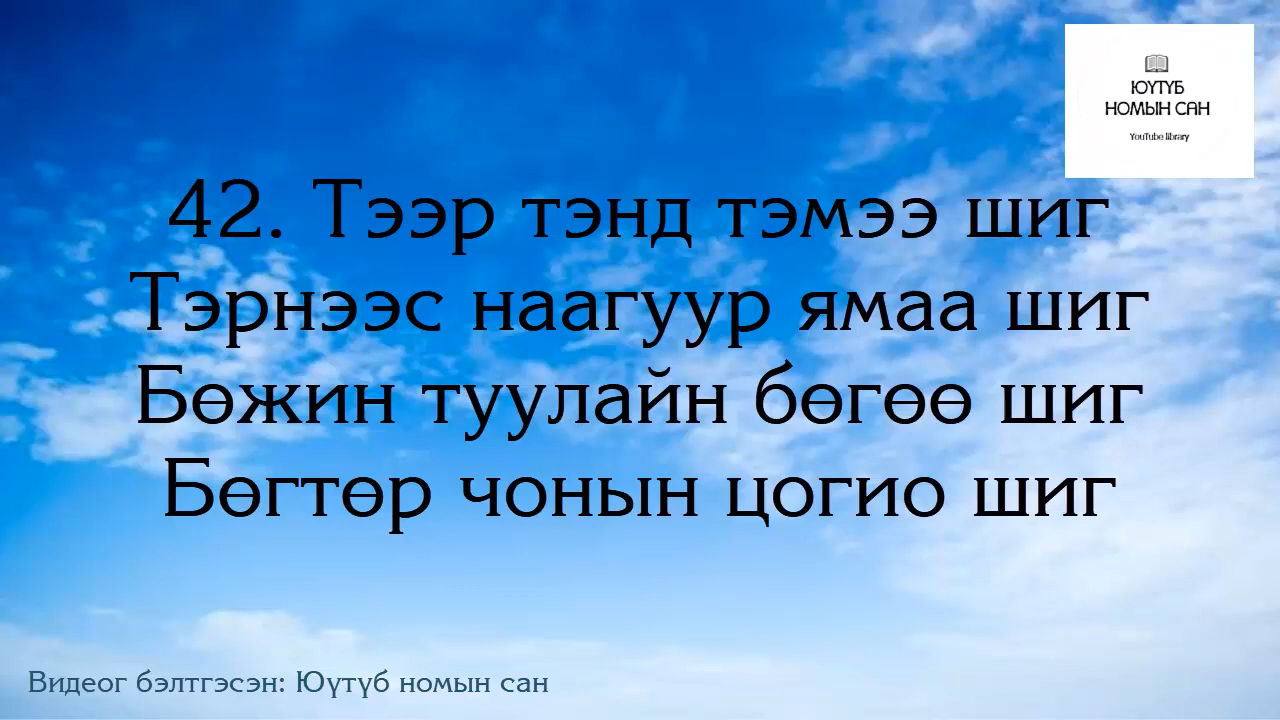 ЮҮТҮБ
НОМЫН САН
YouTube library
42. Тээр тэнд тэмээ шиг
Тэрнээс наагуур ямаа шиг
Бөжин туулайн бөгөө шиг
Бөгтөр чонын цогио шиг
Видеог бэлтгэсэн: Юүтүб номын сан